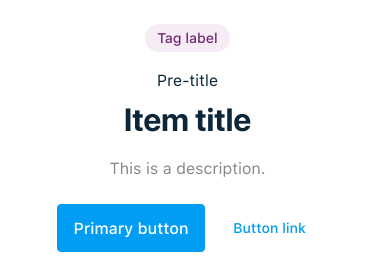 Tag label
Pre-title
Item title
This is a description.
Primary button Button link